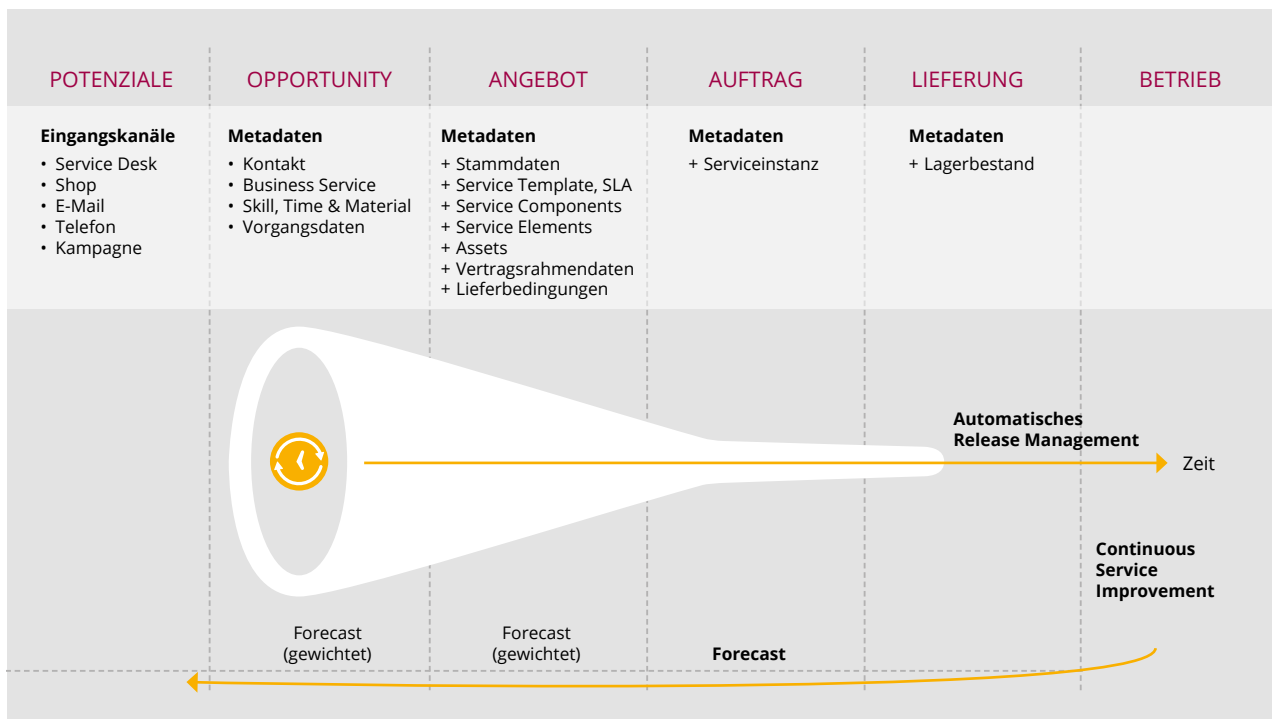 POTENZIALE
OPPORTUNITY
ANGEBOT
AUFTRAG
LIEFERUNG
BETRIEB
Eingangskanäle
• Service Desk
• Shop
• E-Mail
• Telefon
• Kampagne
Metadaten
• Kontakt
• Business Service
• Skill, Time & Material
• Vorgangsdaten
Metadaten
+ Stammdaten
+ Service Template, SLA
+ Service Components
+ Service Elements
+ Assets
+ Vertragsrahmendaten
+ Lieferbedingungen
Metadaten
+ Serviceinstanz
Metadaten
+ Lagerbestand
Automatisches
Release Management
Zeit
Continuous
Service
Improvement
Forecast
(gewichtet)
Forecast
(gewichtet)
Forecast